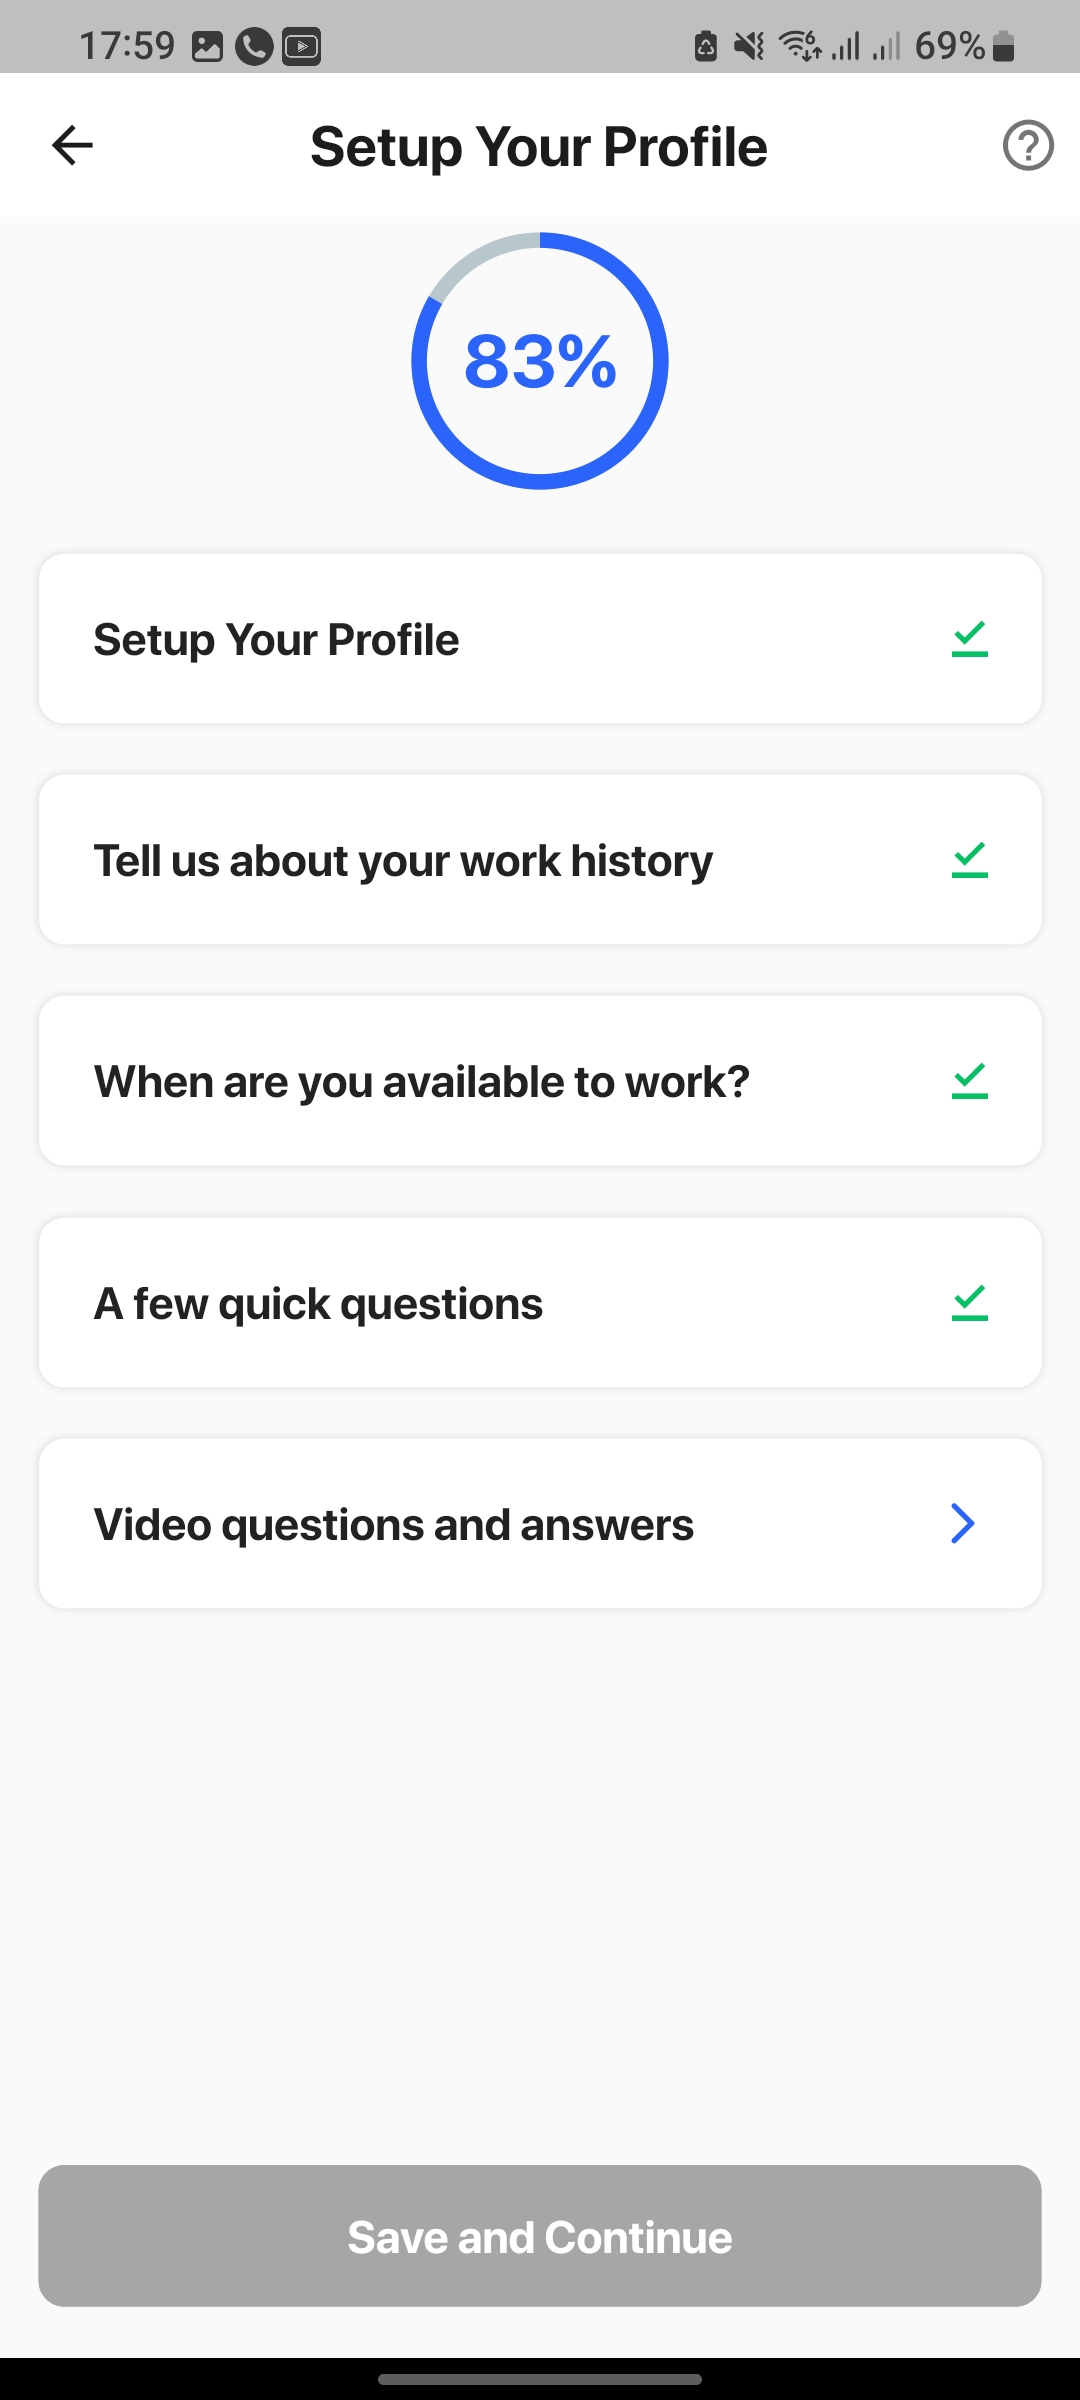 17:59
69%
Setup Your Profile
83%
Setup Your Profile
Tell us about your work history
When are you available to work?
A few quick questions
Video questions and answers
Save and Continue